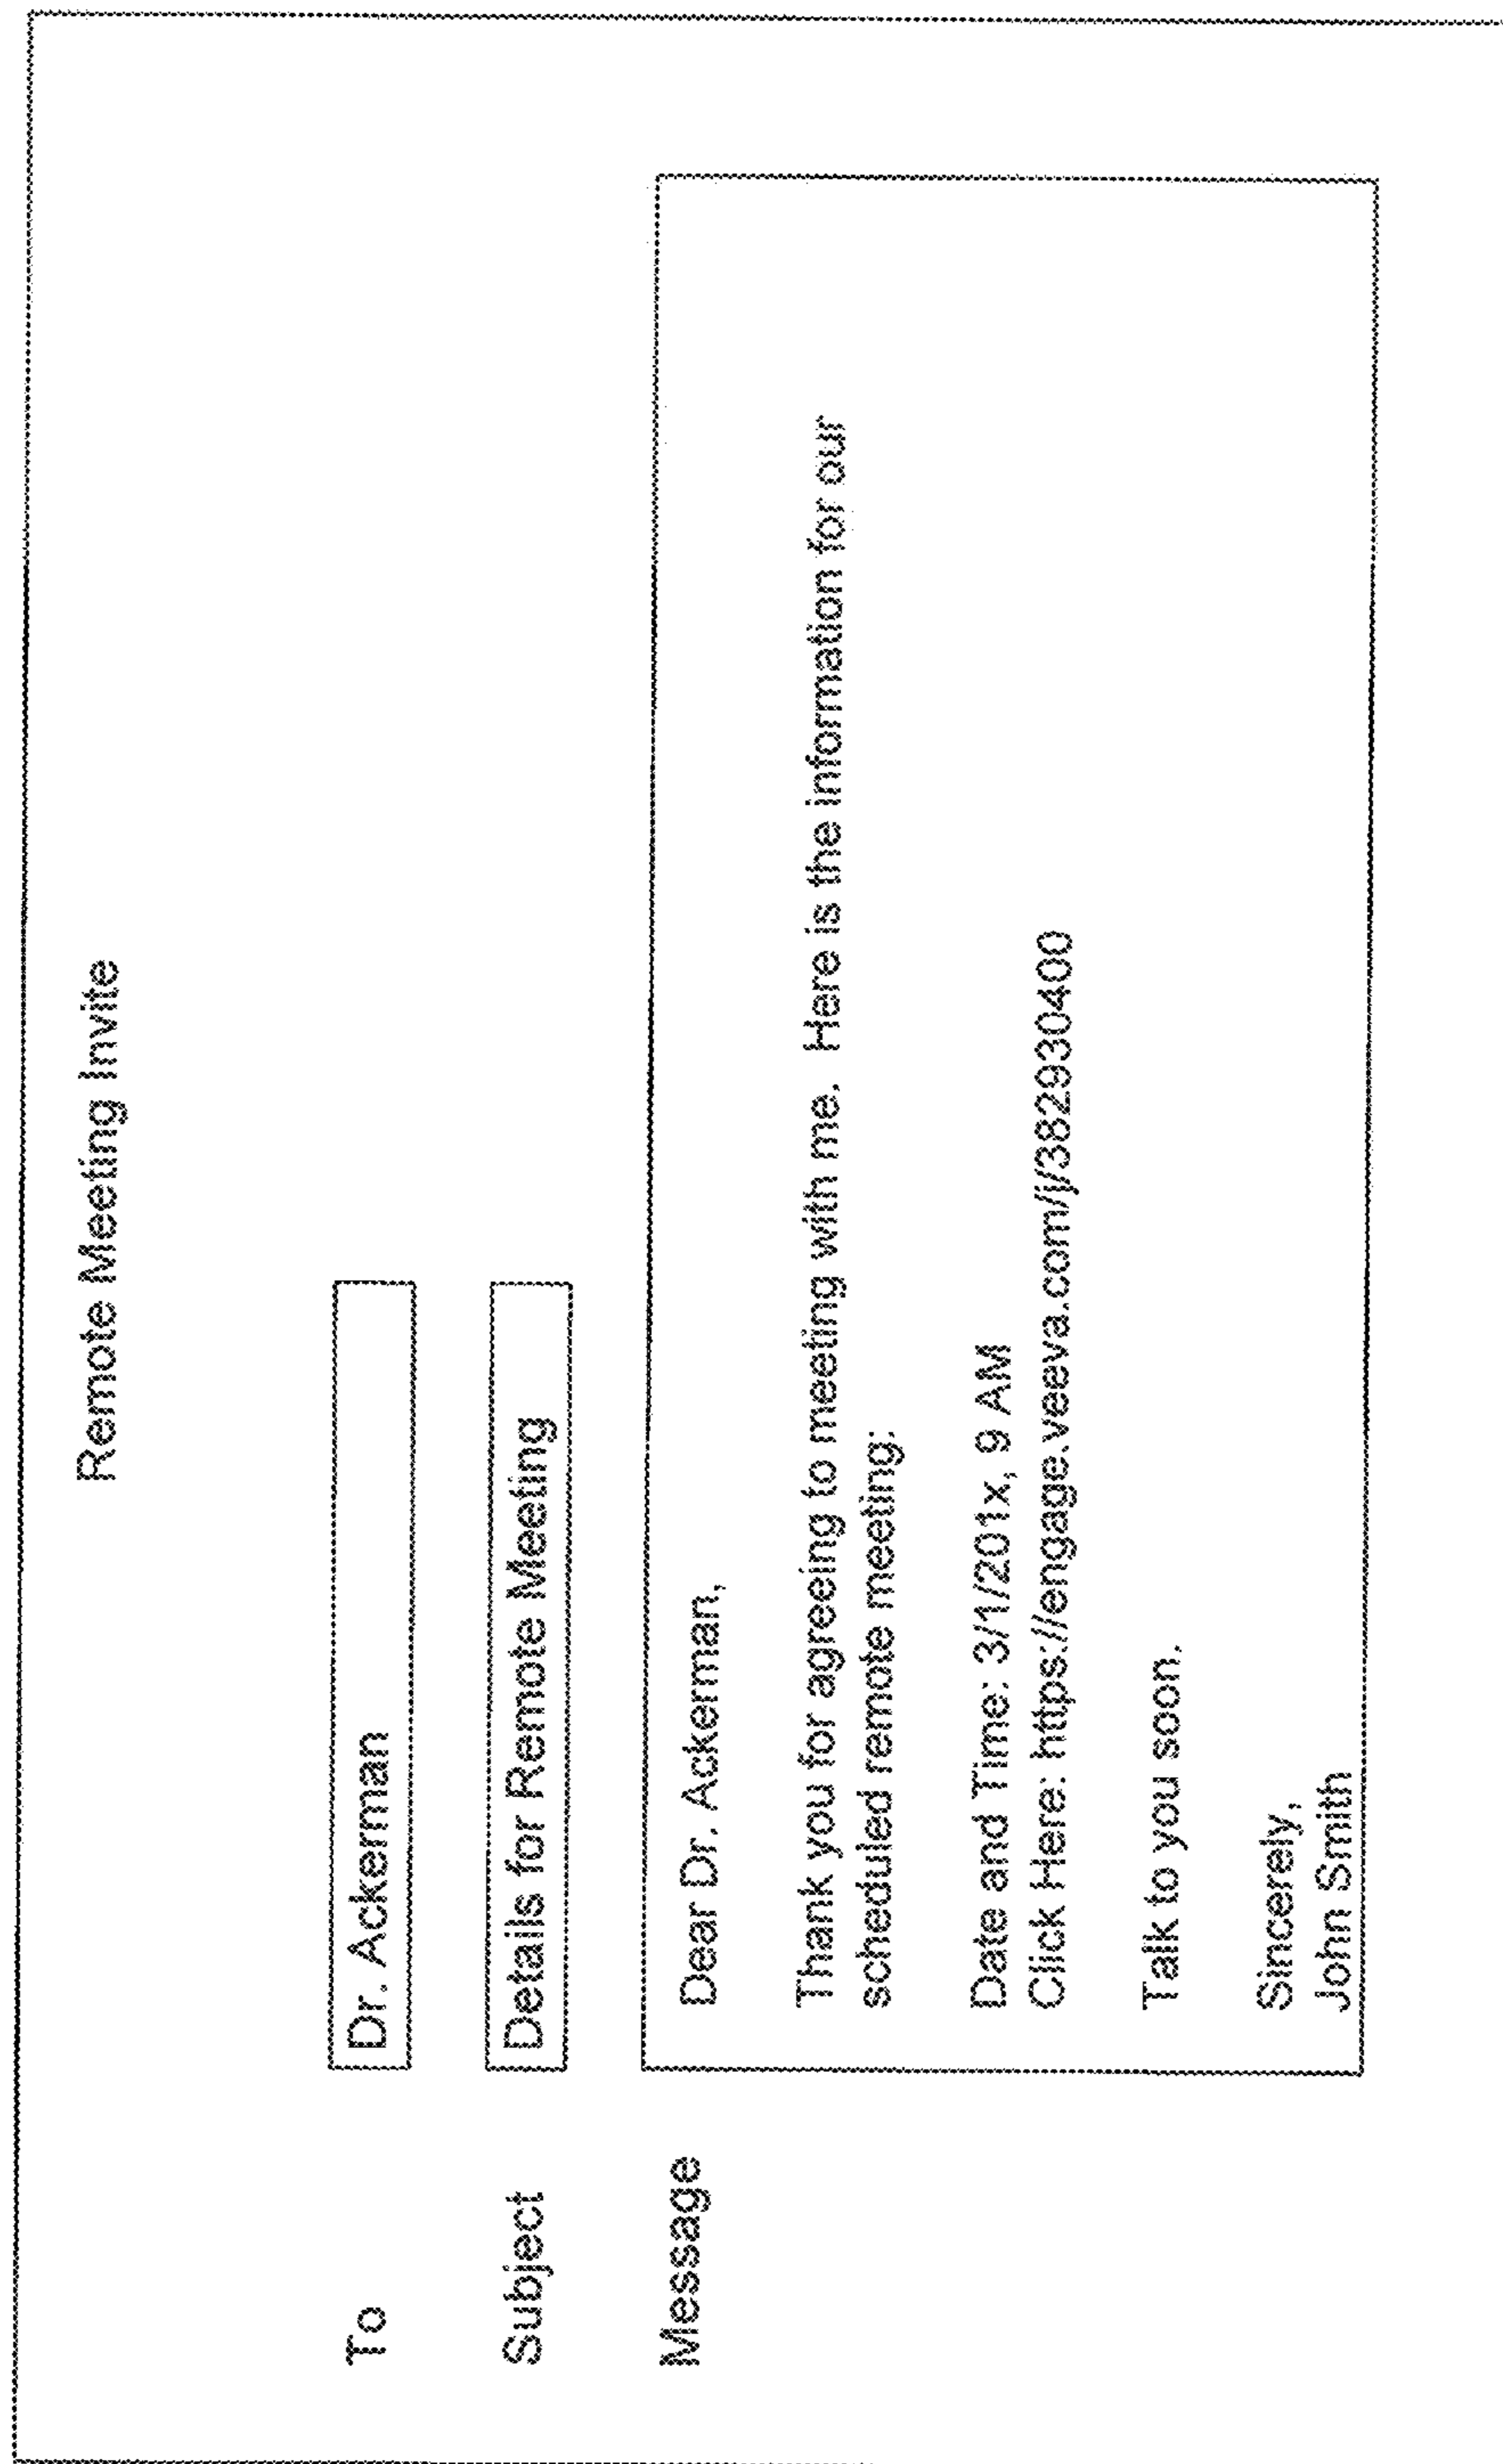 Remote Meeting Invite
To
Dr. Ackerman
Subject
Details for Remote Meeting
Message
Dear Dr. Ackerman,
Thank you for agreeing to meeting with me. Here is the information for our
scheduled remote meeting:
Date and Time: 3/1/201x, 9 AM
Click Here: https://engage.veeva.com/j/382930400
Talk to you soon.
Sincerely,
John Smith